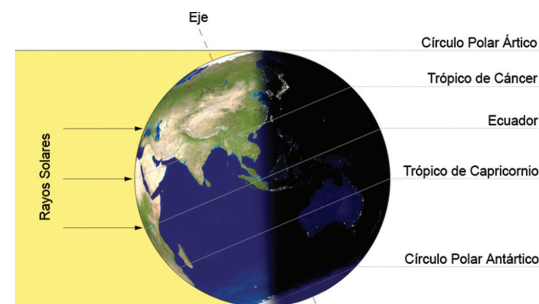 Eje
Círculo Polar Ártico
Trópico de Cáncer
Ecuador
Rayos Solares
Trópico de Capricornio
Círculo Polar Antártico